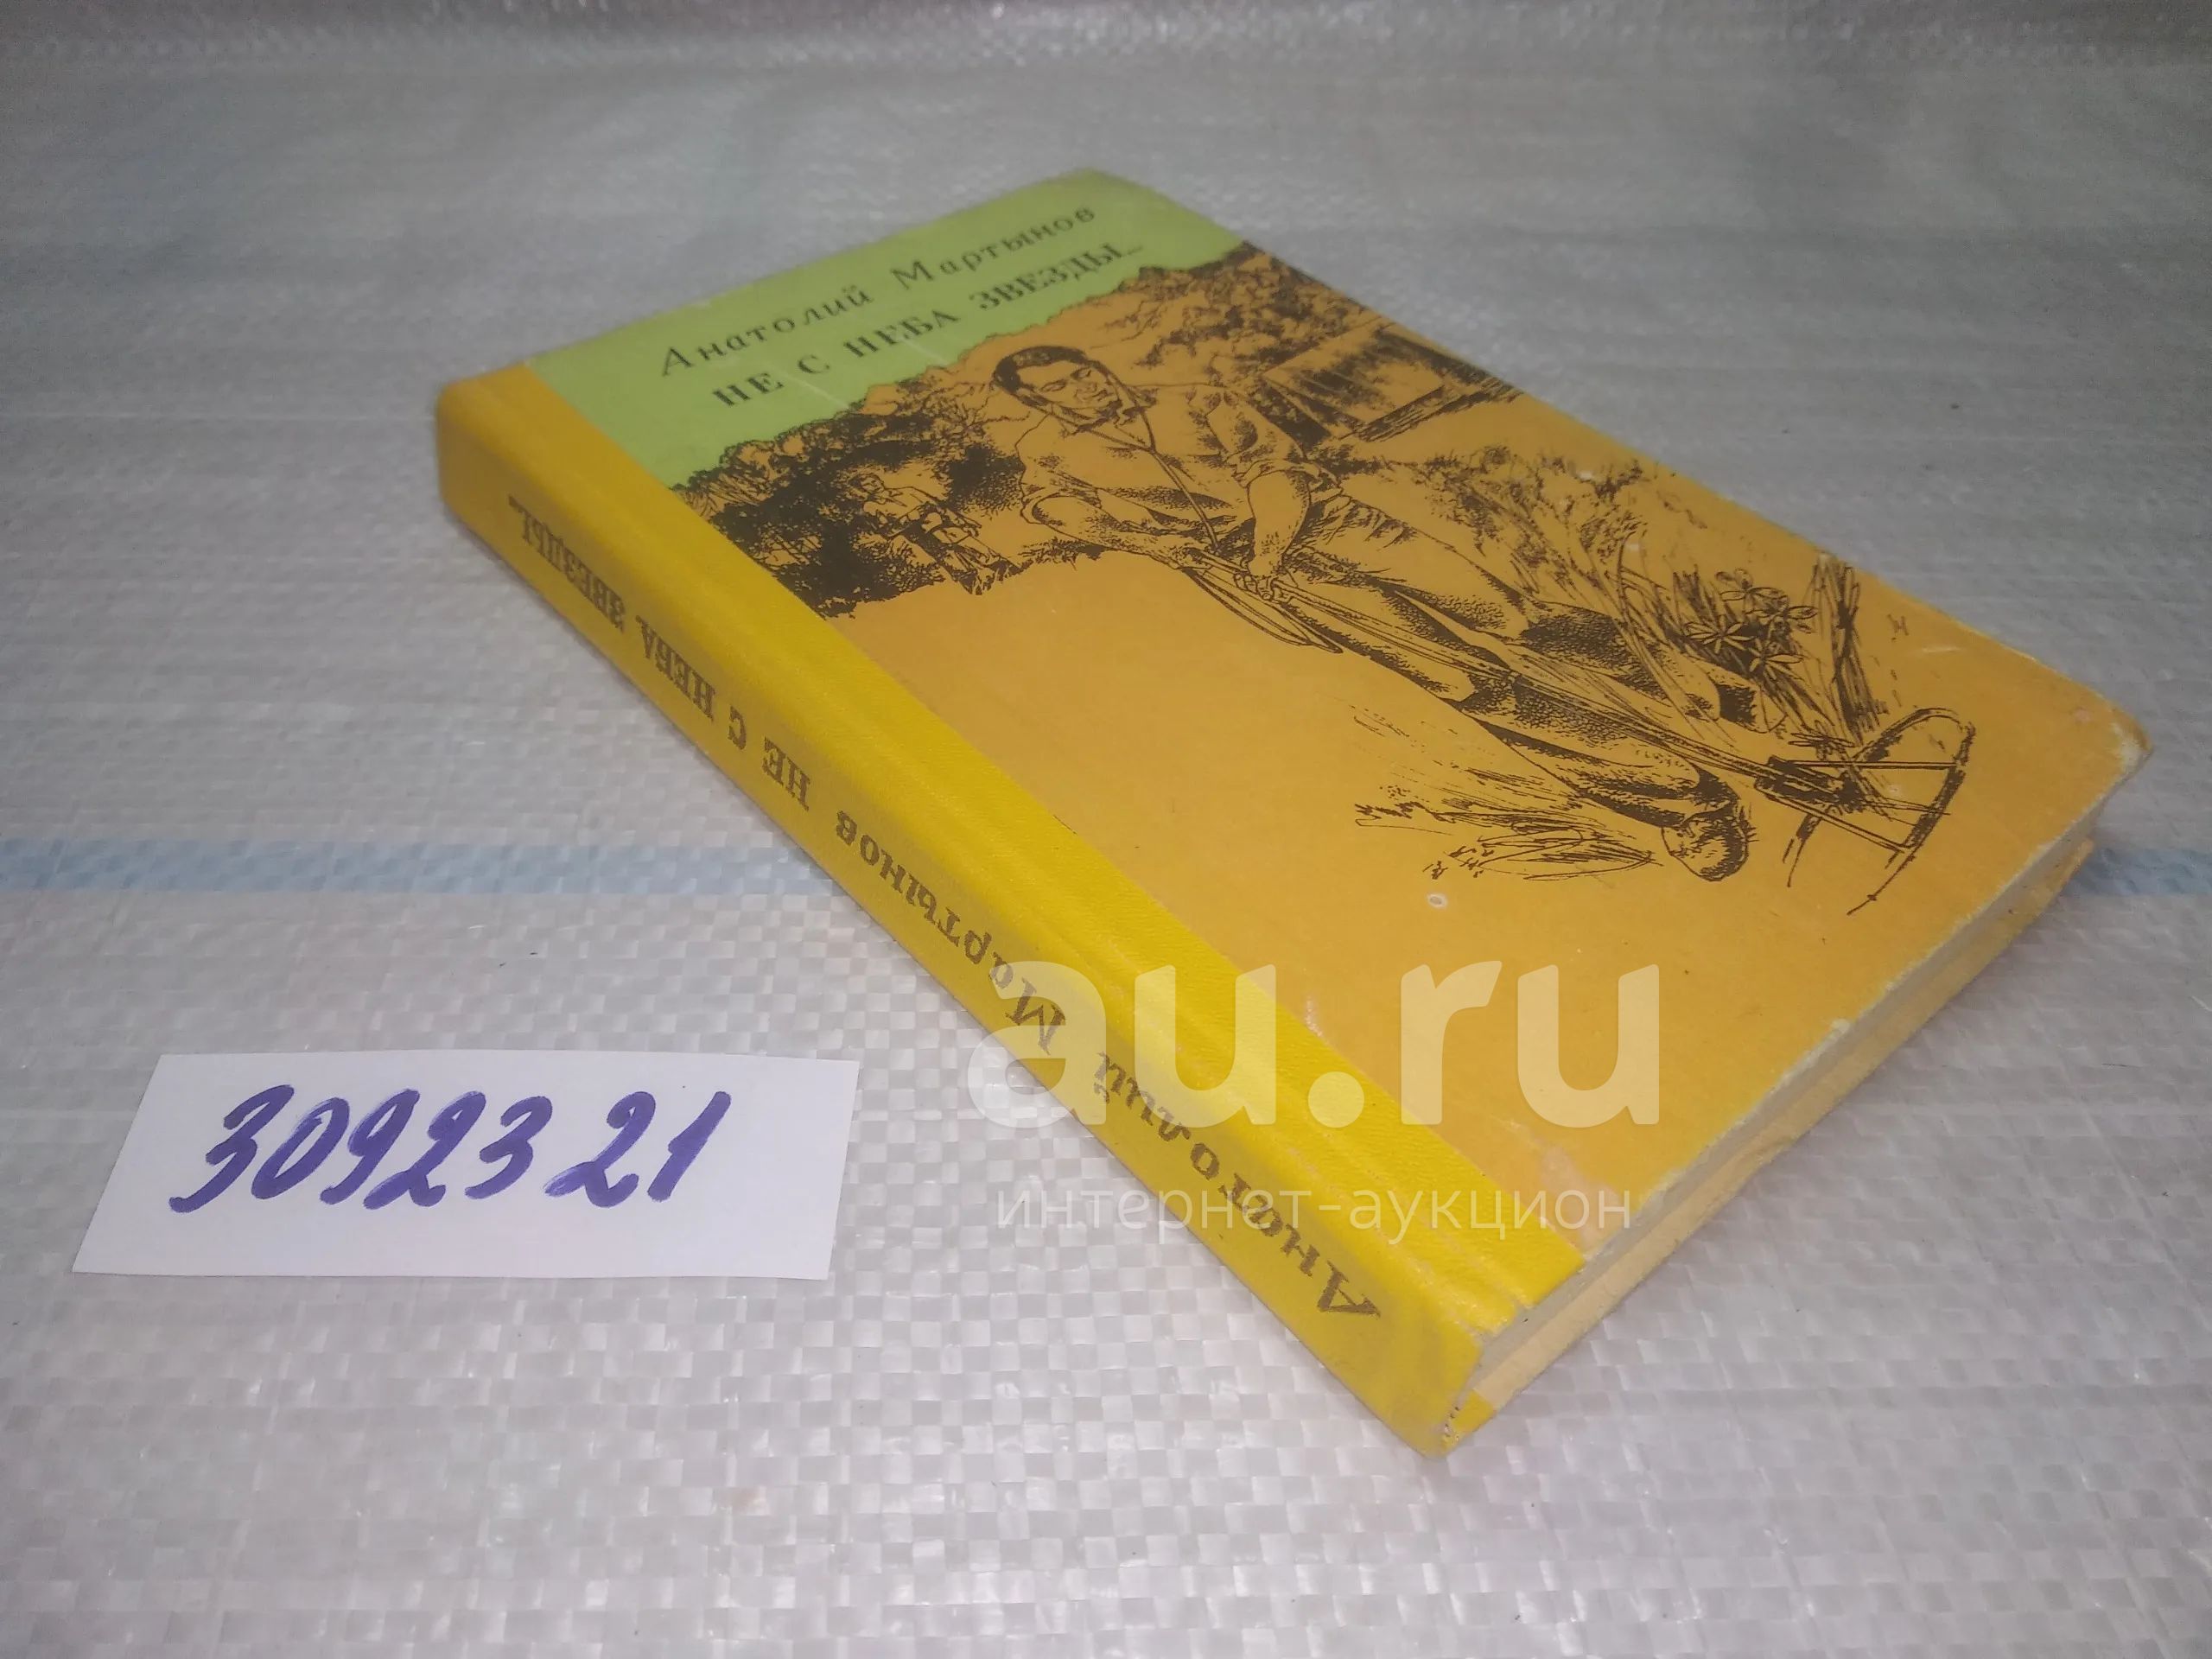 Анатолий Мартынов
НЕ С НЕБА ЗВЕЗДЫ...
Анатолий Мартынов НЕ С НЕБА ЗВЕЗДЫ...
3092321
au.ru
интернет-аукцион